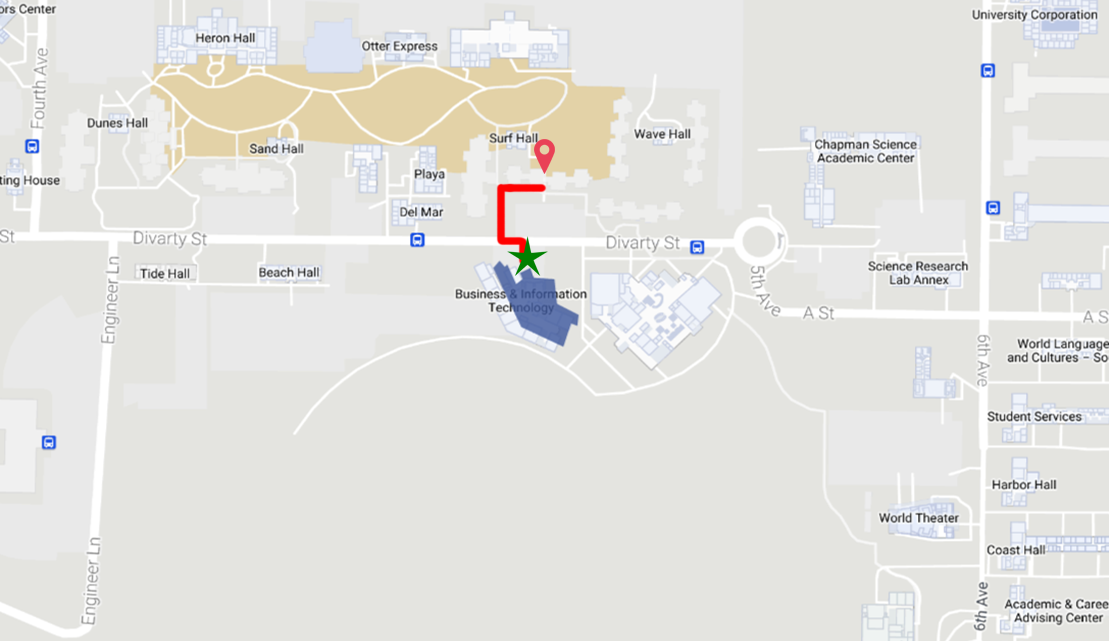 ors Center
University Corporation
Heron Hall
Otter Express
Fourth Ave
Dunes Hall
Surf Hall
Wave Hall
Sand Hall
Chapman Science
Academic Center
ting House
Playa
Del Mar
St
Divarty St
Divarty St
Tide Hall
Beach Hall
Science Research
Lab Annex
Engineer Ln
Business & Information
Technology
5th Ave
A St
A S
6th Ave
World Language
and Cultures – So
Student Services
Harbor Hall
World Theater
Coast Hall
Engineer Ln
6th Ave
Academic & Caree
Advising Center